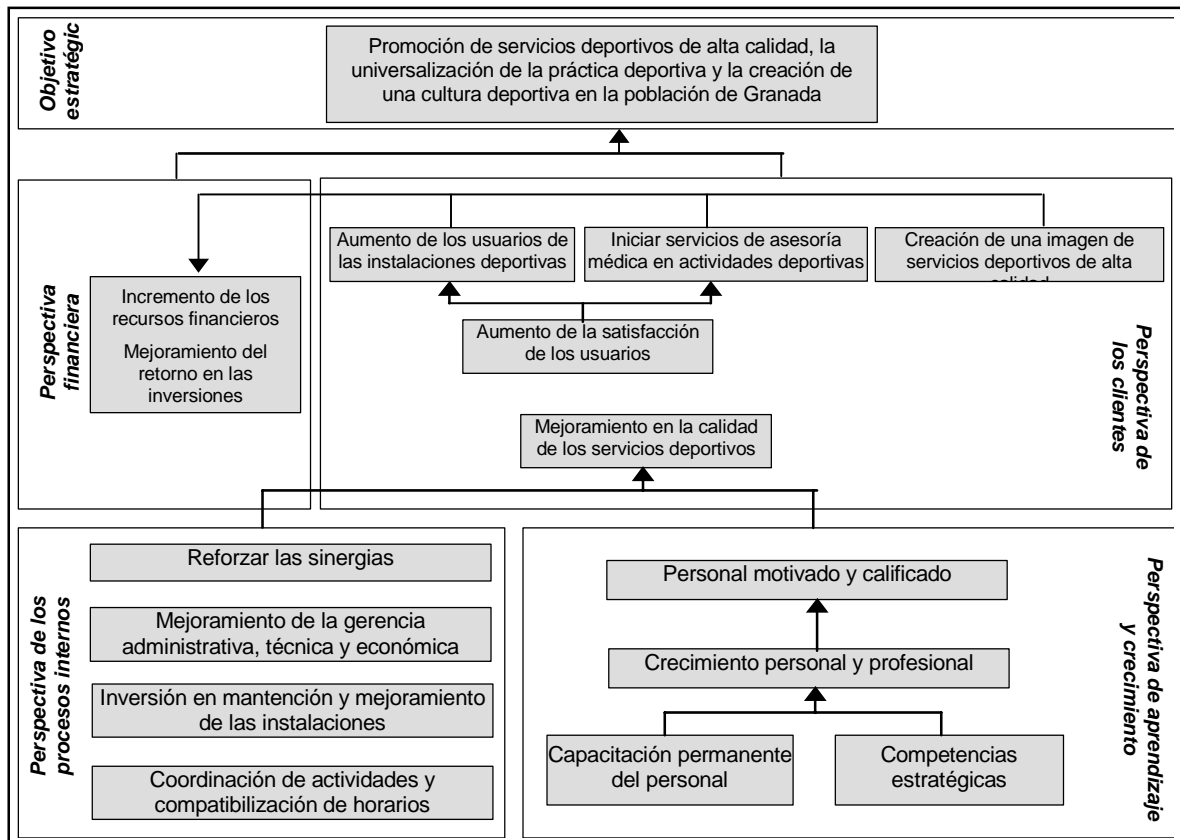 Objetivo
estratégic
Promoción de servicios deportivos de alta calidad, la
universalización de la práctica deportiva y la creación de
una cultura deportiva en la población de Granada
Perspectiva
financiera
Incremento de los
recursos financieros
Mejoramiento del
retorno en las
inversiones
Aumento de los usuarios de
las instalaciones deportivas
Iniciar servicios de asesoría
médica en actividades deportivas
Creación de una imagen de
servicios deportivos de alta
Aumento de la satisfacción
de los usuarios
Mejoramiento en la calidad
de los servicios deportivos
Perspectiva de
los clientes
Perspectiva de los
procesos internos
Reforzar las sinergias
Mejoramiento de la gerencia
administrativa, técnica y económica
Inversión en mantención y mejoramiento
de las instalaciones
Coordinación de actividades y
compatibilización de horarios
Personal motivado y calificado
Crecimiento personal y profesional
Capacitación permanente
del personal
Competencias
estratégicas
Perspectiva de aprendizaje
y crecimiento